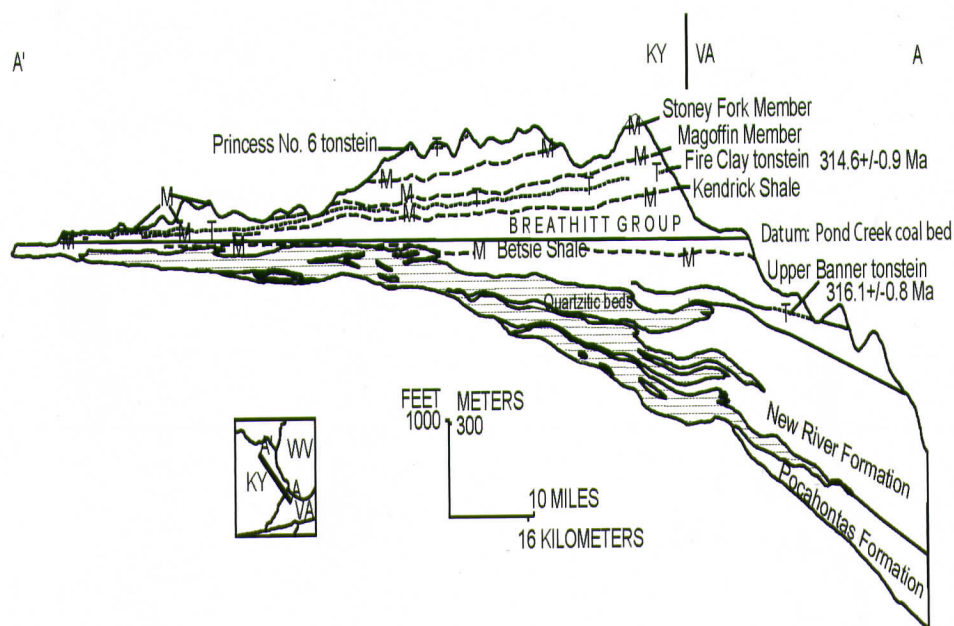 A'
KY VA
A
Stoney Fork Member
Magoffin Member
Princess No. 6 tonstein
Fire Clay tonstein 314.6+/-0.9 Ma
Kendrick Shale
BREATHITT GROUP
Datum: Pond Creek coal bed
Betsie Shale
Upper Banner tonstein
316.1+/-0.8 Ma
Quartzitic beds
New River Formation
Pocahontas Formation
FEET METERS
1000 300
10 MILES
16 KILOMETERS
A'
WV
KY
A
VA
M
M
M
M
M
M
M
M
M
M
M
M
M
M
T
T
T
T
T
T